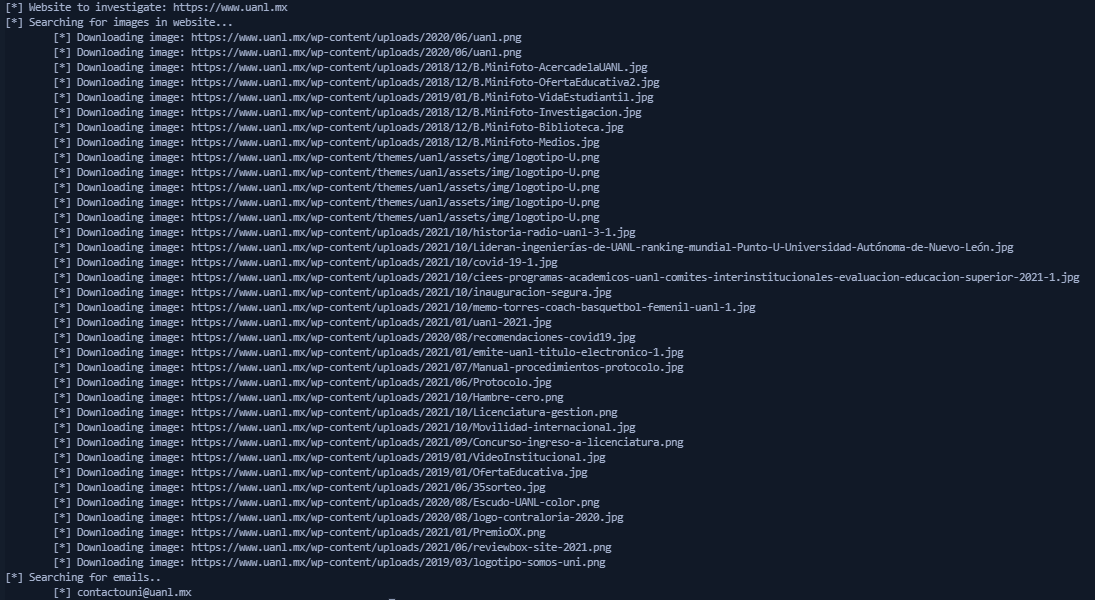 [*] Website to investigate: https://www.uanl.mx
[*] Searching for images in website...
[*] Downloading image: https://www.uanl.mx/wp-content/uploads/2020/06/uanl.png
[*] Downloading image: https://www.uanl.mx/wp-content/uploads/2020/06/uanl.png
[*] Downloading image: https://www.uanl.mx/wp-content/uploads/2018/12/B.Minifoto-AcercadelaUANL.jpg
[*] Downloading image: https://www.uanl.mx/wp-content/uploads/2018/12/B.Minifoto-OfertaEducativa2.jpg
[*] Downloading image: https://www.uanl.mx/wp-content/uploads/2019/01/B.Minifoto-VidaEstudiantil.jpg
[*] Downloading image: https://www.uanl.mx/wp-content/uploads/2018/12/B.Minifoto-Investigacion.jpg
[*] Downloading image: https://www.uanl.mx/wp-content/uploads/2018/12/B.Minifoto-Biblioteca.jpg
[*] Downloading image: https://www.uanl.mx/wp-content/uploads/2018/12/B.Minifoto-Medios.jpg
[*] Downloading image: https://www.uanl.mx/wp-content/themes/uanl/assets/img/logotipo-U.png
[*] Downloading image: https://www.uanl.mx/wp-content/themes/uanl/assets/img/logotipo-U.png
[*] Downloading image: https://www.uanl.mx/wp-content/themes/uanl/assets/img/logotipo-U.png
[*] Downloading image: https://www.uanl.mx/wp-content/themes/uanl/assets/img/logotipo-U.png
[*] Downloading image: https://www.uanl.mx/wp-content/themes/uanl/assets/img/logotipo-U.png
[*] Downloading image: https://www.uanl.mx/wp-content/uploads/2021/10/historia-radio-uanl-3-1.jpg
[*] Downloading image: https://www.uanl.mx/wp-content/uploads/2021/10/Lideran-ingenierías-de-UANL-ranking-mundial-Punto-U-Universidad-Autónoma-de-Nuevo-León.jpg
[*] Downloading image: https://www.uanl.mx/wp-content/uploads/2021/10/covid-19-1.jpg
[*] Downloading image: https://www.uanl.mx/wp-content/uploads/2021/10/ciees-programas-academicos-uanl-comites-interinstitucionales-evaluacion-educacion-superior-2021-1.jpg
[*] Downloading image: https://www.uanl.mx/wp-content/uploads/2021/10/inauguracion-segura.jpg
[*] Downloading image: https://www.uanl.mx/wp-content/uploads/2021/10/memo-torres-coach-basquetbol-femenil-uanl-1.jpg
[*] Downloading image: https://www.uanl.mx/wp-content/uploads/2021/01/uanl-2021.jpg
[*] Downloading image: https://www.uanl.mx/wp-content/uploads/2020/08/recomendaciones-covid19.jpg
[*] Downloading image: https://www.uanl.mx/wp-content/uploads/2021/01/emite-uanl-titulo-electronico-1.jpg
[*] Downloading image: https://www.uanl.mx/wp-content/uploads/2021/07/Manual-procedimientos-protocolo.jpg
[*] Downloading image: https://www.uanl.mx/wp-content/uploads/2021/06/Protocolo.jpg
[*] Downloading image: https://www.uanl.mx/wp-content/uploads/2021/10/Hambre-cero.png
[*] Downloading image: https://www.uanl.mx/wp-content/uploads/2021/10/Licenciatura-gestion.png
[*] Downloading image: https://www.uanl.mx/wp-content/uploads/2021/10/Movilidad-internacional.jpg
[*] Downloading image: https://www.uanl.mx/wp-content/uploads/2021/09/Concurso-ingreso-a-licenciatura.png
[*] Downloading image: https://www.uanl.mx/wp-content/uploads/2019/01/VideoInstitucional.jpg
[*] Downloading image: https://www.uanl.mx/wp-content/uploads/2019/01/OfertaEducativa.jpg
[*] Downloading image: https://www.uanl.mx/wp-content/uploads/2021/06/35sorteo.jpg
[*] Downloading image: https://www.uanl.mx/wp-content/uploads/2020/08/Escudo-UANL-color.png
[*] Downloading image: https://www.uanl.mx/wp-content/uploads/2020/08/logo-contraloria-2020.jpg
[*] Downloading image: https://www.uanl.mx/wp-content/uploads/2021/01/PremioOX.png
[*] Downloading image: https://www.uanl.mx/wp-content/uploads/2021/06/reviewbox-site-2021.png
[*] Downloading image: https://www.uanl.mx/wp-content/uploads/2019/03/logotipo-somos-uni.png
[*] Searching for emails..
[*] contactouni@uanl.mx